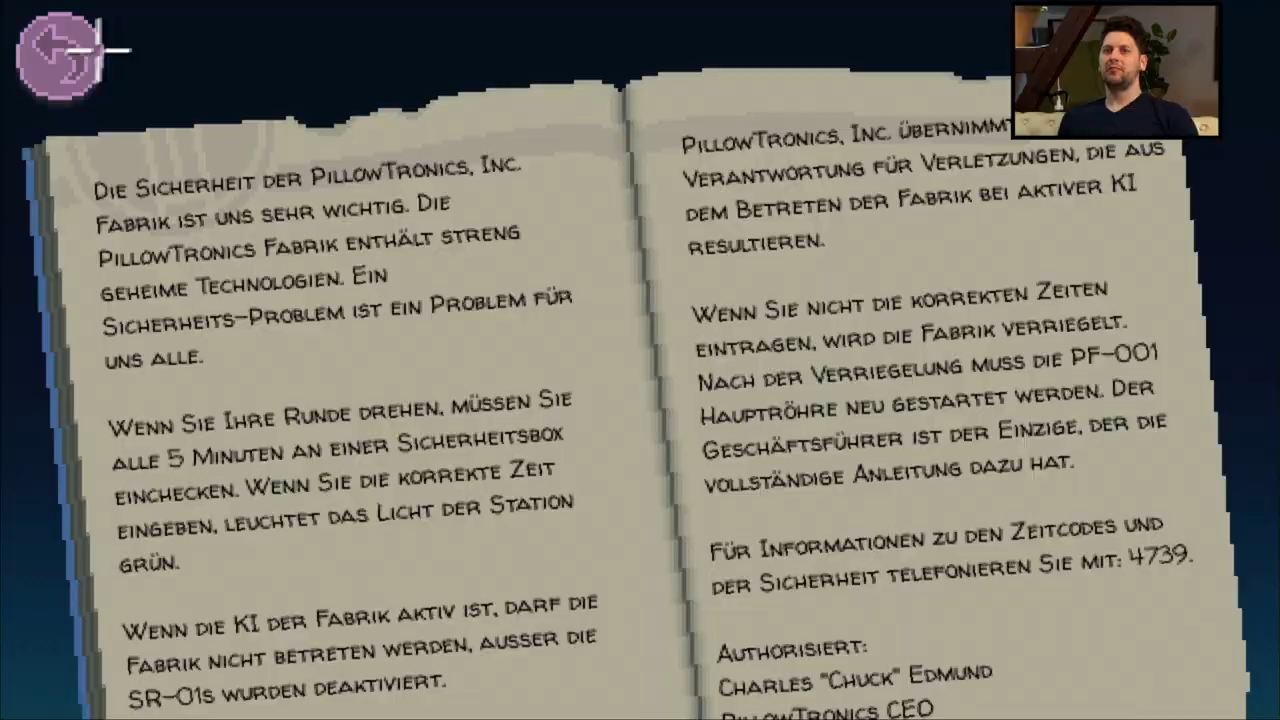 Die Sicherheit der PillowTronics, Inc.
Fabrik ist uns sehr wichtig. Die
PillowTronics Fabrik enthält streng
geheime Technologien. Ein
Sicherheits-Problem ist ein Problem für
uns alle.
Wenn Sie Ihre Runde drehen, müssen Sie
alle 5 Minuten an einer Sicherheitsbox
einchecken. Wenn Sie die korrekte Zeit
eingeben, leuchtet das Licht der Station
grün.
Wenn die KI der Fabrik aktiv ist, darf die
Fabrik nicht betreten werden, ausser die
SR-01s wurden deaktiviert.
PillowTronics, Inc. übernimmt
Verantwortung für Verletzungen, die aus
dem Betreten der Fabrik bei aktiver KI
resultieren.
Wenn Sie nicht die korrekten Zeiten
eintragen, wird die Fabrik verriegelt.
Nach der Verriegelung muss die PF-001
Hauptröhre neu gestartet werden. Der
Geschäftsführer ist der Einzige, der die
vollständige Anleitung dazu hat.
Für Informationen zu den Zeitcodes und
der Sicherheit telefonieren Sie mit: 4739.
Authorisiert:
Charles "Chuck" Edmund
PillowTronics CEO